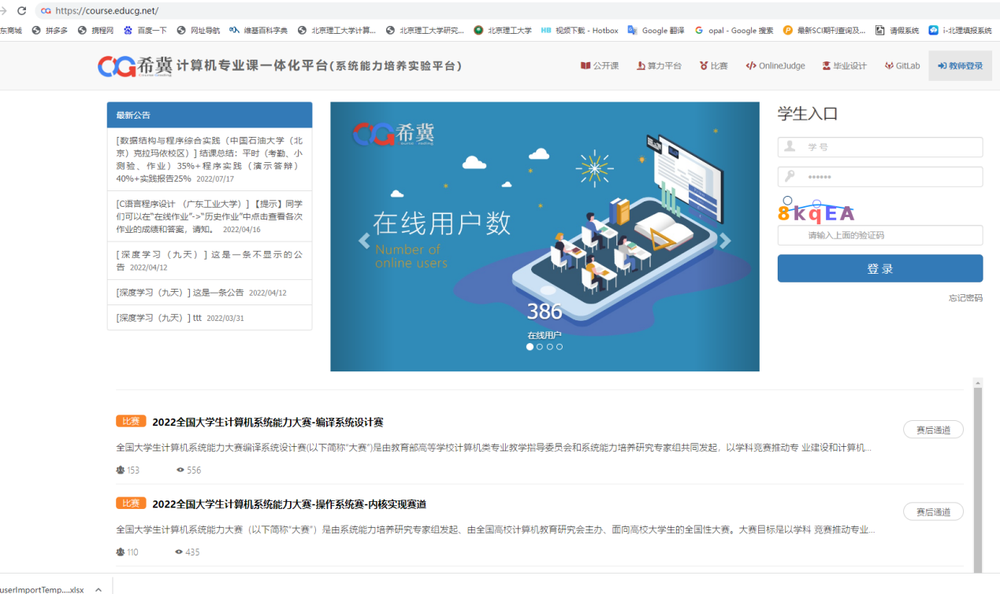 https://course.educg.net/
东商城 拼多多 携程网 百度一下 网址导航 维基百科字典 北京理工大学计算... 北京理工大学研究... 北京理工大学 HB 视频下载 - Hotbox Google 翻译 opal - Google 搜索 最新SCI期刊查询及... 请假系统 i-北理填报系统
CG希冀 计算机专业课一体化平台(系统能力培养实验平台)
Course Grading
公开课 算力平台 比赛 OnlineJudge 毕业设计 GitLab 教师登录
最新公告
[数据结构与程序综合实践（中国石油大学（北
京）克拉玛依校区）] 结课总结：平时（考勤、小
测验、作业）35%+程序实践（演示答辩）
40%+实践报告25% 2022/07/17
[C语言程序设计 （广东工业大学）] 【提示】同学
们可以在“在线作业”->“历史作业”中点击查看各次
作业的成绩和答案，请知。 2022/04/16
[深度学习（九天）] 这是一条不显示的公
告 2022/04/12
[深度学习（九天）] 这是一条公告 2022/04/12
[深度学习（九天）] ttt 2022/03/31
CG希冀
在线用户数
Number of
online users
386
在线用户
学生入口
学号
8kqEA
请输入上面的验证码
登 录
忘记密码
比赛 2022全国大学生计算机系统能力大赛-编译系统设计赛
赛后通道
全国大学生计算机系统能力大赛编译系统设计赛(以下简称“大赛”)是由教育部高等学校计算机类专业教学指导委员会和系统能力培养研究专家组共同发起，以学科竞赛推动专 业建设和计算机...
153 556
比赛 2022全国大学生计算机系统能力大赛-操作系统赛-内核实现赛道
赛后通道
全国大学生计算机系统能力大赛（以下简称“大赛”）是由系统能力培养研究专家组发起、由全国高校计算机教育研究会主办、面向高校大学生的全国性大赛。大赛目标是以学科 竞赛推动专业...
110 435
userImportTemp....xlsx